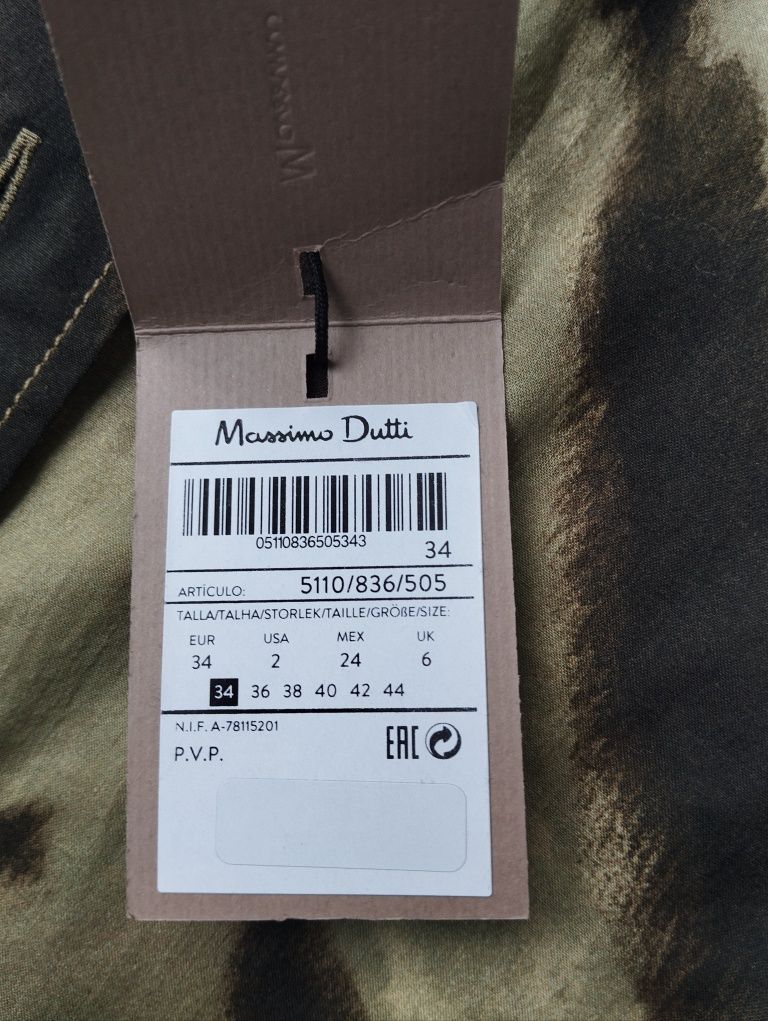 Massimo
Massimo Dutti
05110836505343
34
ARTÍCULO: 5110/836/505
TALLA/TALHA/STORLEK/TAILLE/GRÖßE/SIZE:
EUR USA MEX UK
34 2 24 6
34 36 38 40 42 44
N.I.F. A-78115201
P.V.P. EAC